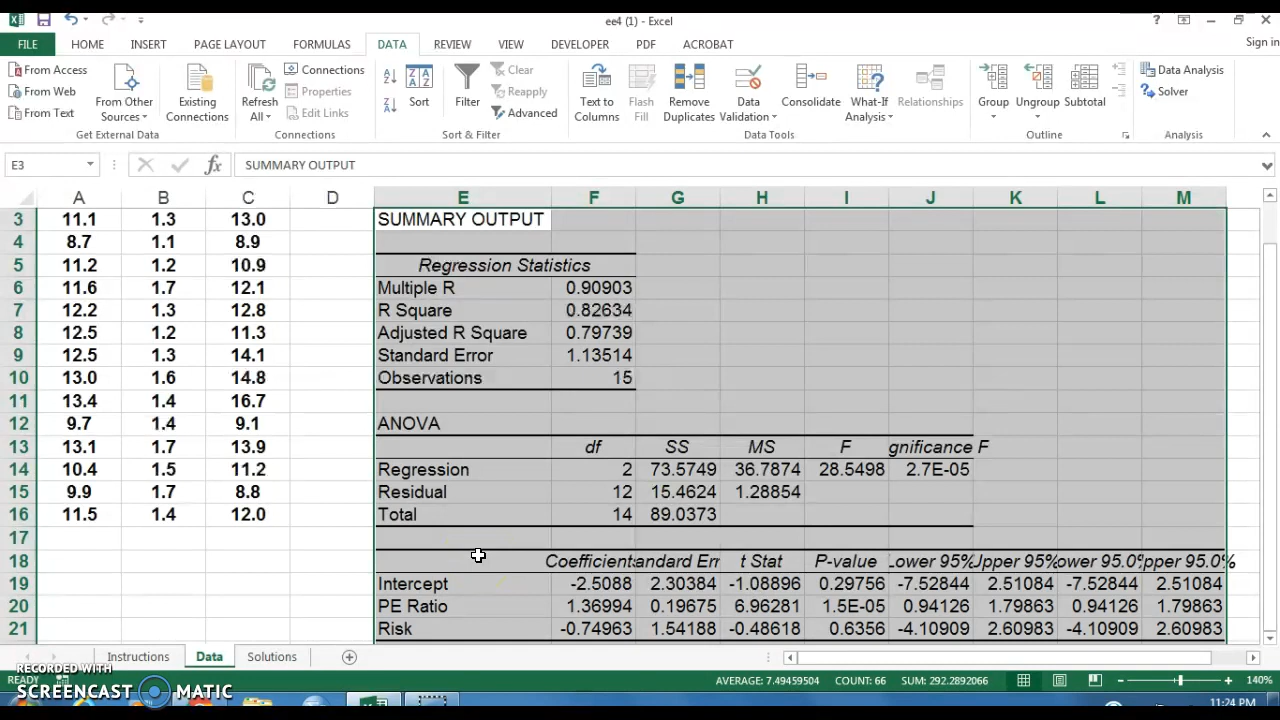 ee4 (1) - Excel
FILE HOME INSERT PAGE LAYOUT FORMULAS DATA REVIEW VIEW DEVELOPER PDF ACROBAT Sign in
From Access
From Web
From Text
From Other Sources
Existing Connections
Get External Data
Refresh All
Connections
Properties
Edit Links
Connections
Sort
Filter
Clear
Reapply
Advanced
Sort & Filter
Text to Columns
Flash Fill
Remove Duplicates
Data Validation
Consolidate
What-If Analysis
Relationships
Data Tools
Group
Ungroup
Subtotal
Outline
Data Analysis
Solver
Analysis
E3 fx SUMMARY OUTPUT
A B C D E F G H I J K L M
3 11.1 1.3 13.0 SUMMARY OUTPUT
4 8.7 1.1 8.9
5 11.2 1.2 10.9 Regression Statistics
6 11.6 1.7 12.1 Multiple R 0.90903
7 12.2 1.3 12.8 R Square 0.82634
8 12.5 1.2 11.3 Adjusted R Square 0.79739
9 12.5 1.3 14.1 Standard Error 1.13514
10 13.0 1.6 14.8 Observations 15
11 13.4 1.4 16.7
12 9.7 1.4 9.1 ANOVA
13 13.1 1.7 13.9 df SS MS F gnificance F
14 10.4 1.5 11.2 Regression 2 73.5749 36.7874 28.5498 2.7E-05
15 9.9 1.7 8.8 Residual 12 15.4624 1.28854
16 11.5 1.4 12.0 Total 14 89.0373
17
18 Coefficient andard Err t Stat P-value Lower 95% Upper 95% ower 95.0% pper 95.0%
19 Intercept -2.5088 2.30384 -1.08896 0.29756 -7.52844 2.51084 -7.52844 2.51084
20 PE Ratio 1.36994 0.19675 6.96281 1.5E-05 0.94126 1.79863 0.94126 1.79863
21 Risk -0.74963 1.54188 -0.48618 0.6356 -4.10909 2.60983 -4.10909 2.60983
Instructions Data Solutions
RECORDED WITH
READY AVERAGE: 7.49459504 COUNT: 66 SUM: 292.2892066 140%
SCREENCAST MATIC
11:24 PM